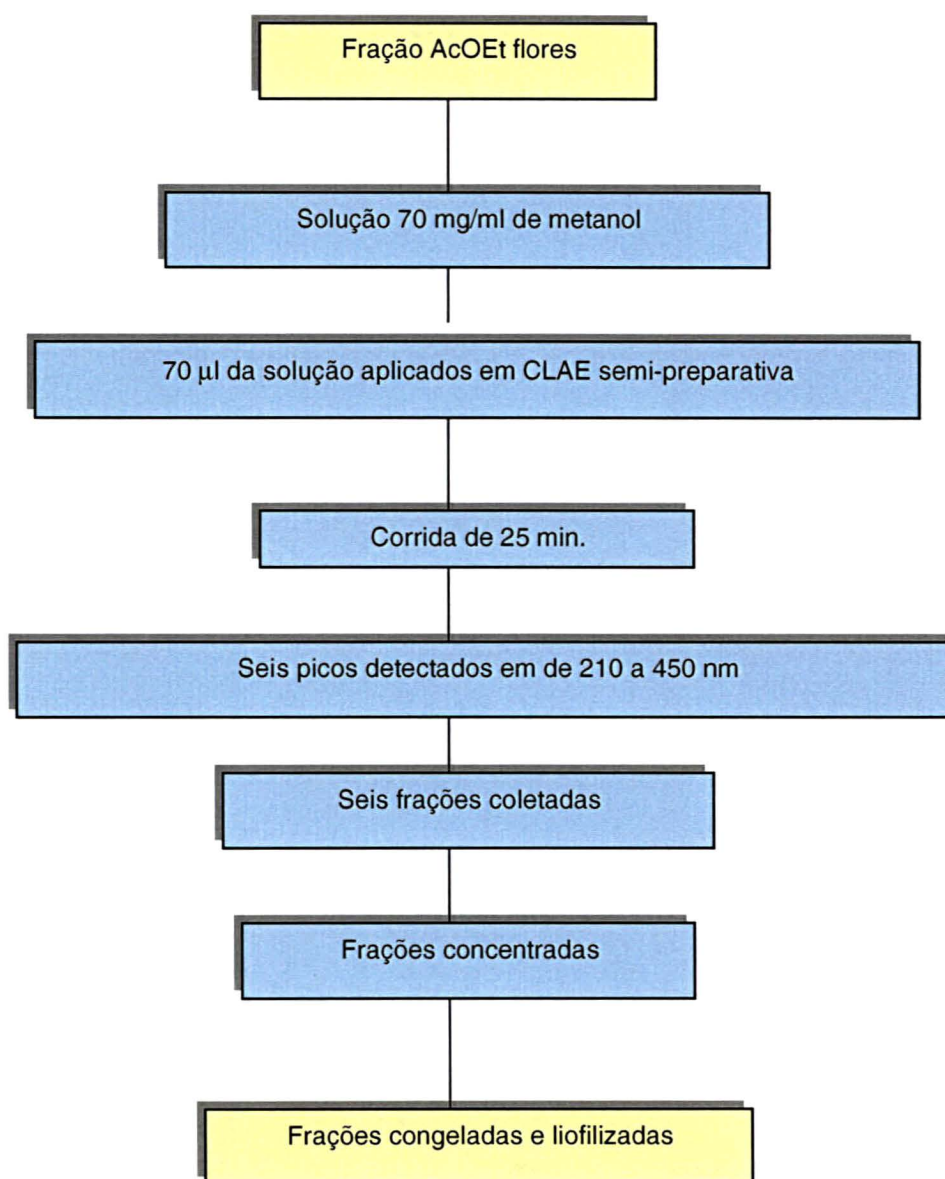 Fração AcOEt flores
Solução 70 mg/ml de metanol
70 μl da solução aplicados em CLAE semi-preparativa
Corrida de 25 min.
Seis picos detectados em de 210 a 450 nm
Seis frações coletadas
Frações concentradas
Frações congeladas e liofilizadas